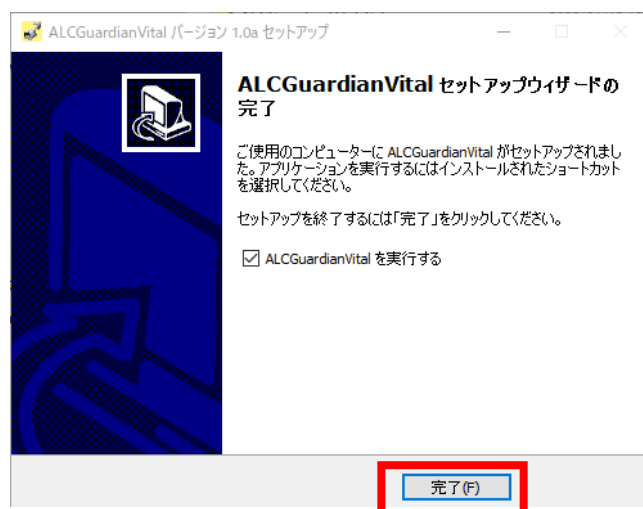 ALCGuardianVital バージョン 1.0a セットアップ
ALCGuardianVital セットアップウィザードの
完了
ご使用のコンピューターに ALCGuardianVital がセットアップされまし
た。アプリケーションを実行するにはインストールされたショートカット
を選択してください。
セットアップを終了するには「完了」をクリックしてください。
ALCGuardianVital を実行する
完了(F)